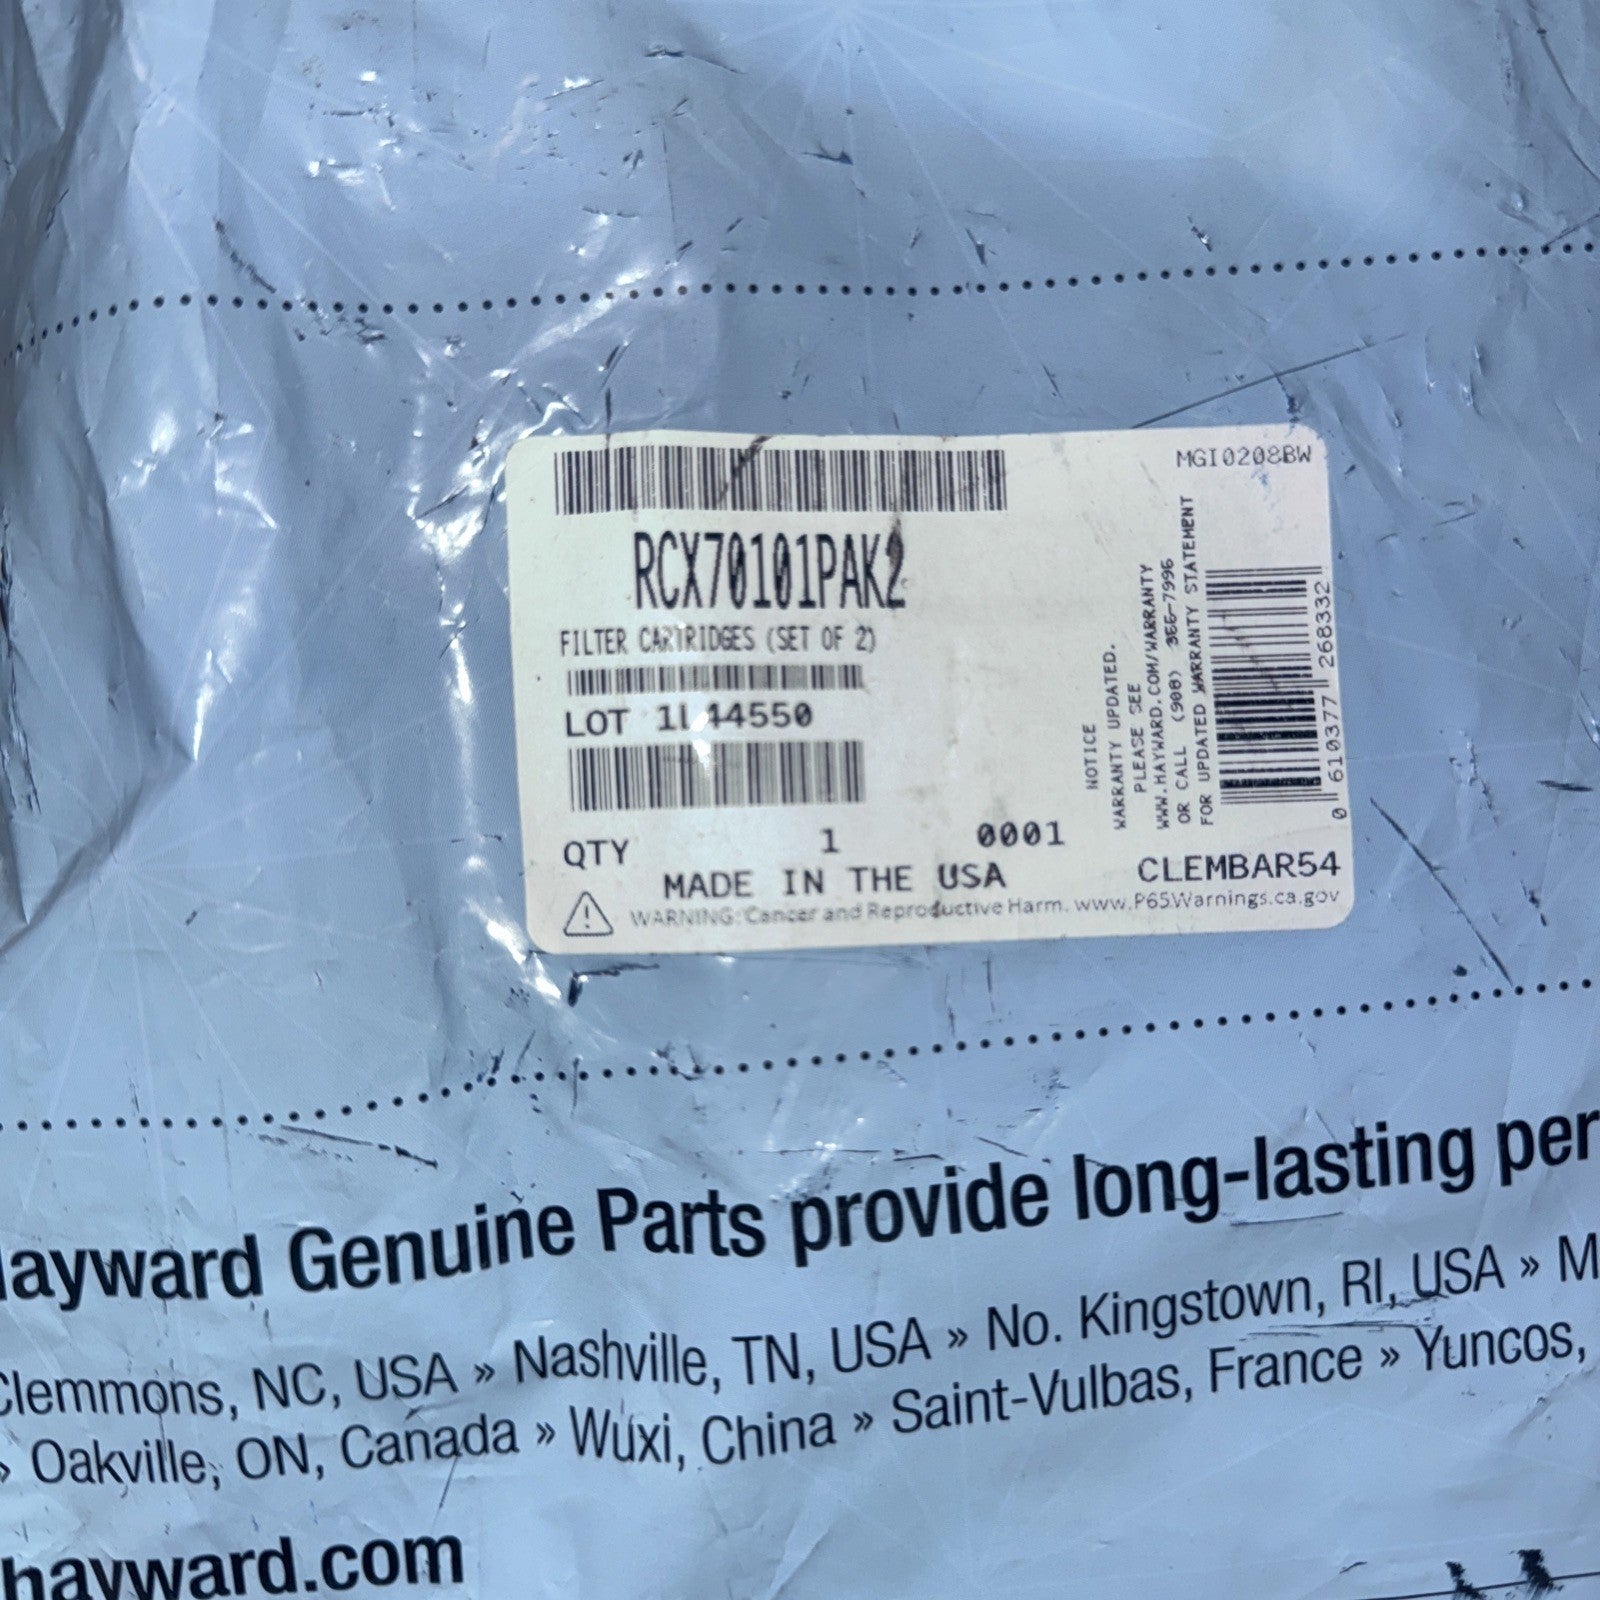 MGI0208BW
RCX70101PAK2
FILTER CARTRIDGES (SET OF 2)
LOT 1L44550
QTY 1 0001
MADE IN THE USA
NOTICE
WARRANTY UPDATED.
PLEASE SEE
WWW.HAYWARD.COM/WARRANTY
OR CALL (908) 355-7995
FOR UPDATED WARRANTY STATEMENT
0 610377 268332
CLEMBAR54
WARNING: Cancer and Reproductive Harm. www.P65Warnings.ca.gov
Hayward Genuine Parts provide long-lasting per
Clemmons, NC, USA » Nashville, TN, USA » No. Kingstown, RI, USA » M
» Oakville, ON, Canada » Wuxi, China » Saint-Vulbas, France » Yuncos,
hayward.com